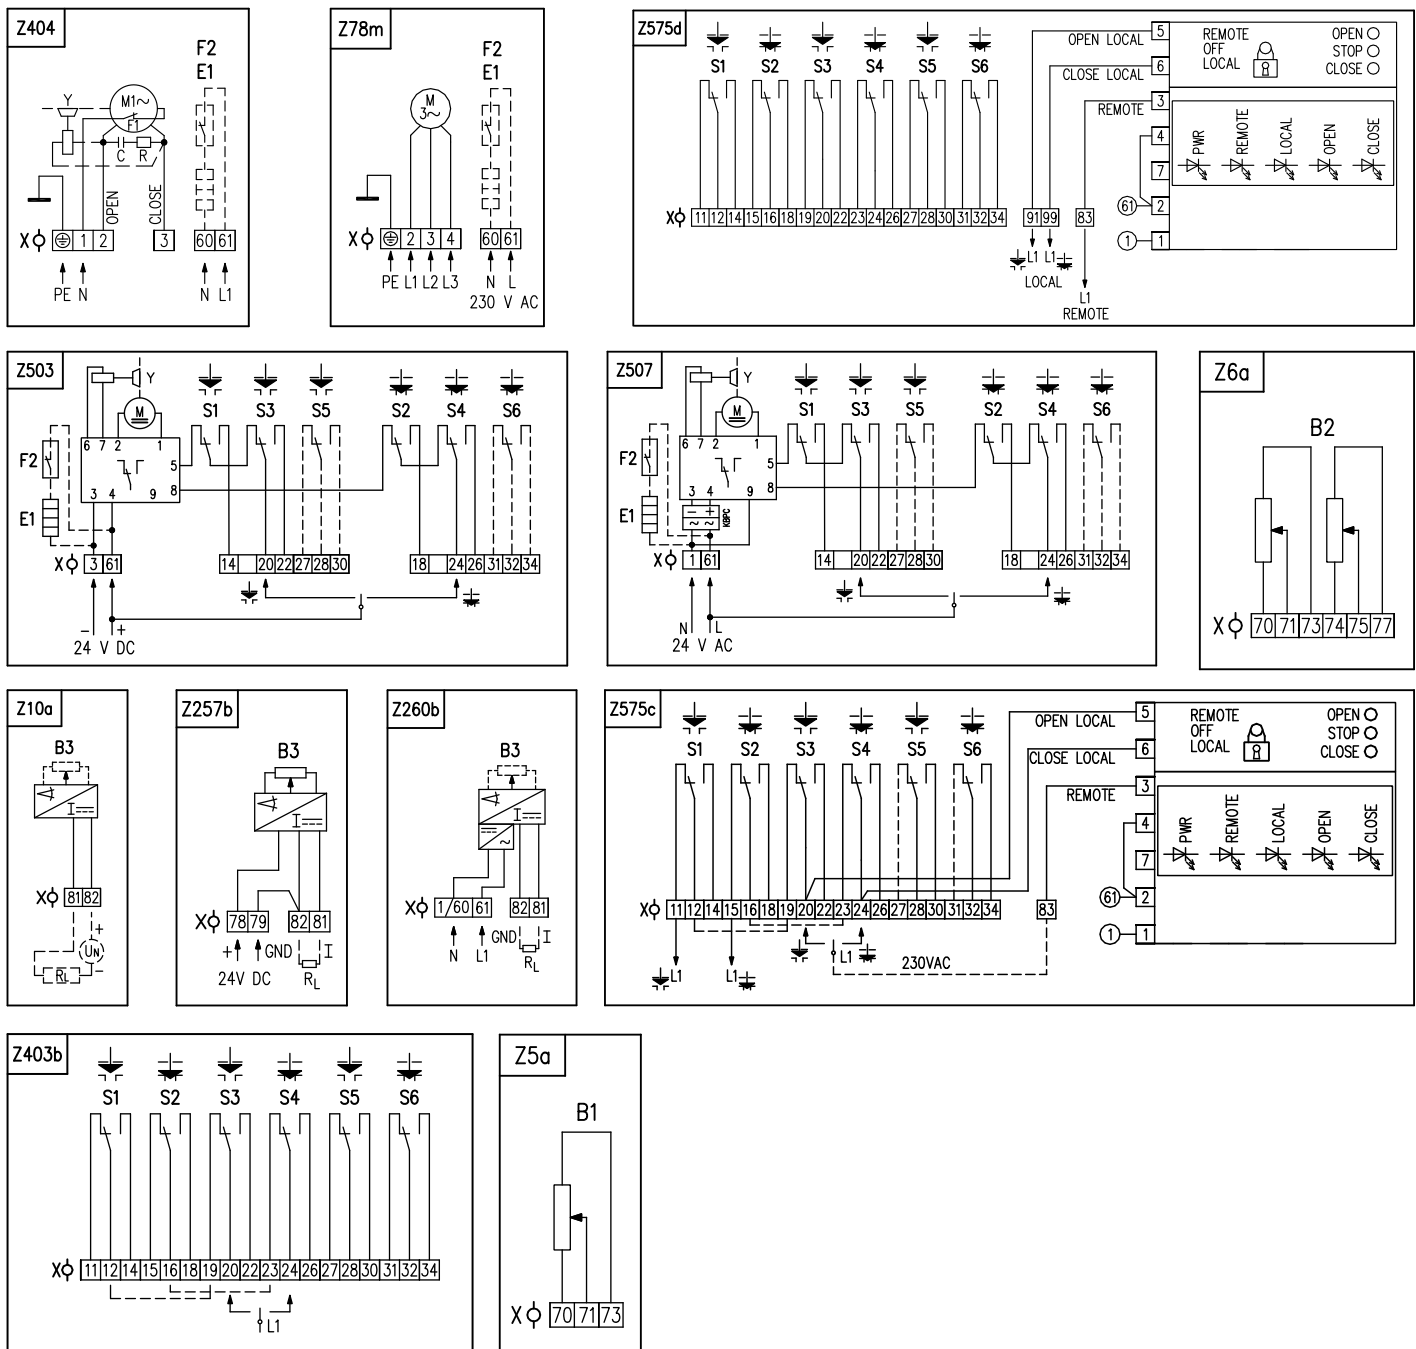 Z404
F2
E1
Y
M1~
F1
C R
OPEN
CLOSE
X 1 2 3 60 61
PE N N L1
Z78m
F2
E1
M
3~
X 2 3 4 60 61
PE L1 L2 L3 N L
230 V AC
Z575d
S1 S2 S3 S4 S5 S6
X 11 12 14 15 16 18 19 20 22 23 24 26 27 28 30 31 32 34 91 99 83
L1 L1
LOCAL
L1
REMOTE
OPEN LOCAL
CLOSE LOCAL
REMOTE
5
6
3
4
7
61 2
1 1
REMOTE
OFF
LOCAL
OPEN
STOP
CLOSE
PWR
REMOTE
LOCAL
OPEN
CLOSE
Z503
Y
M
6 7 2 1
5
8
3 4 9
F2
E1
S1 S3 S5 S2 S4 S6
X 3 61 14 20 22 27 28 30 18 24 26 31 32 34
- +
24 V DC
Z507
Y
M
6 7 2 1
5
8
3 4 9
- +
~ ~
KBPC
F2
E1
S1 S3 S5 S2 S4 S6
X 1 61 14 20 22 27 28 30 18 24 26 31 32 34
N L
24 V AC
Z6a
B2
X 70 71 73 74 75 77
Z10a
B3
I
X 81 82
+
UN
-
RL
Z257b
B3
I
X 78 79 82 81
+ GND I
24V DC RL
Z260b
B3
I
~
X 1/60 61 82 81
N L1 GND I
RL
Z575c
S1 S2 S3 S4 S5 S6
X 11 12 14 15 16 18 19 20 22 23 24 26 27 28 30 31 32 34 83
L1 L1 L1
230VAC
OPEN LOCAL
CLOSE LOCAL
REMOTE
5
6
3
4
7
61 2
1 1
REMOTE
OFF
LOCAL
OPEN
STOP
CLOSE
PWR
REMOTE
LOCAL
OPEN
CLOSE
Z403b
S1 S2 S3 S4 S5 S6
X 11 12 14 15 16 18 19 20 22 23 24 26 27 28 30 31 32 34
L1
Z5a
B1
X 70 71 73